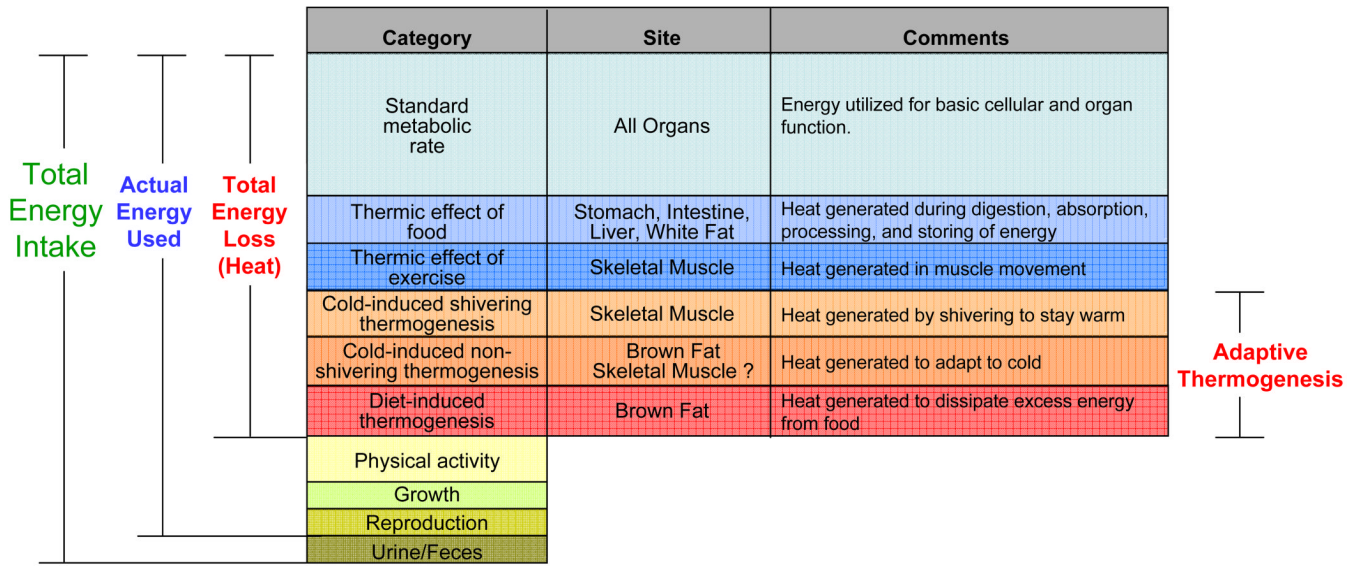 Category Site Comments
Standard
metabolic
rate
All Organs
Energy utilized for basic cellular and organ
function.
Thermic effect of
food
Stomach, Intestine,
Liver, White Fat
Heat generated during digestion, absorption,
processing, and storing of energy
Thermic effect of
exercise
Skeletal Muscle
Heat generated in muscle movement
Cold-induced shivering
thermogenesis
Skeletal Muscle
Heat generated by shivering to stay warm
Cold-induced non-
shivering thermogenesis
Brown Fat
Skeletal Muscle ?
Heat generated to adapt to cold
Diet-induced
thermogenesis
Brown Fat
Heat generated to dissipate excess energy
from food
Physical activity
Growth
Reproduction
Urine/Feces
Total
Energy
Intake
Actual
Energy
Used
Total
Energy
Loss
(Heat)
Adaptive
Thermogenesis